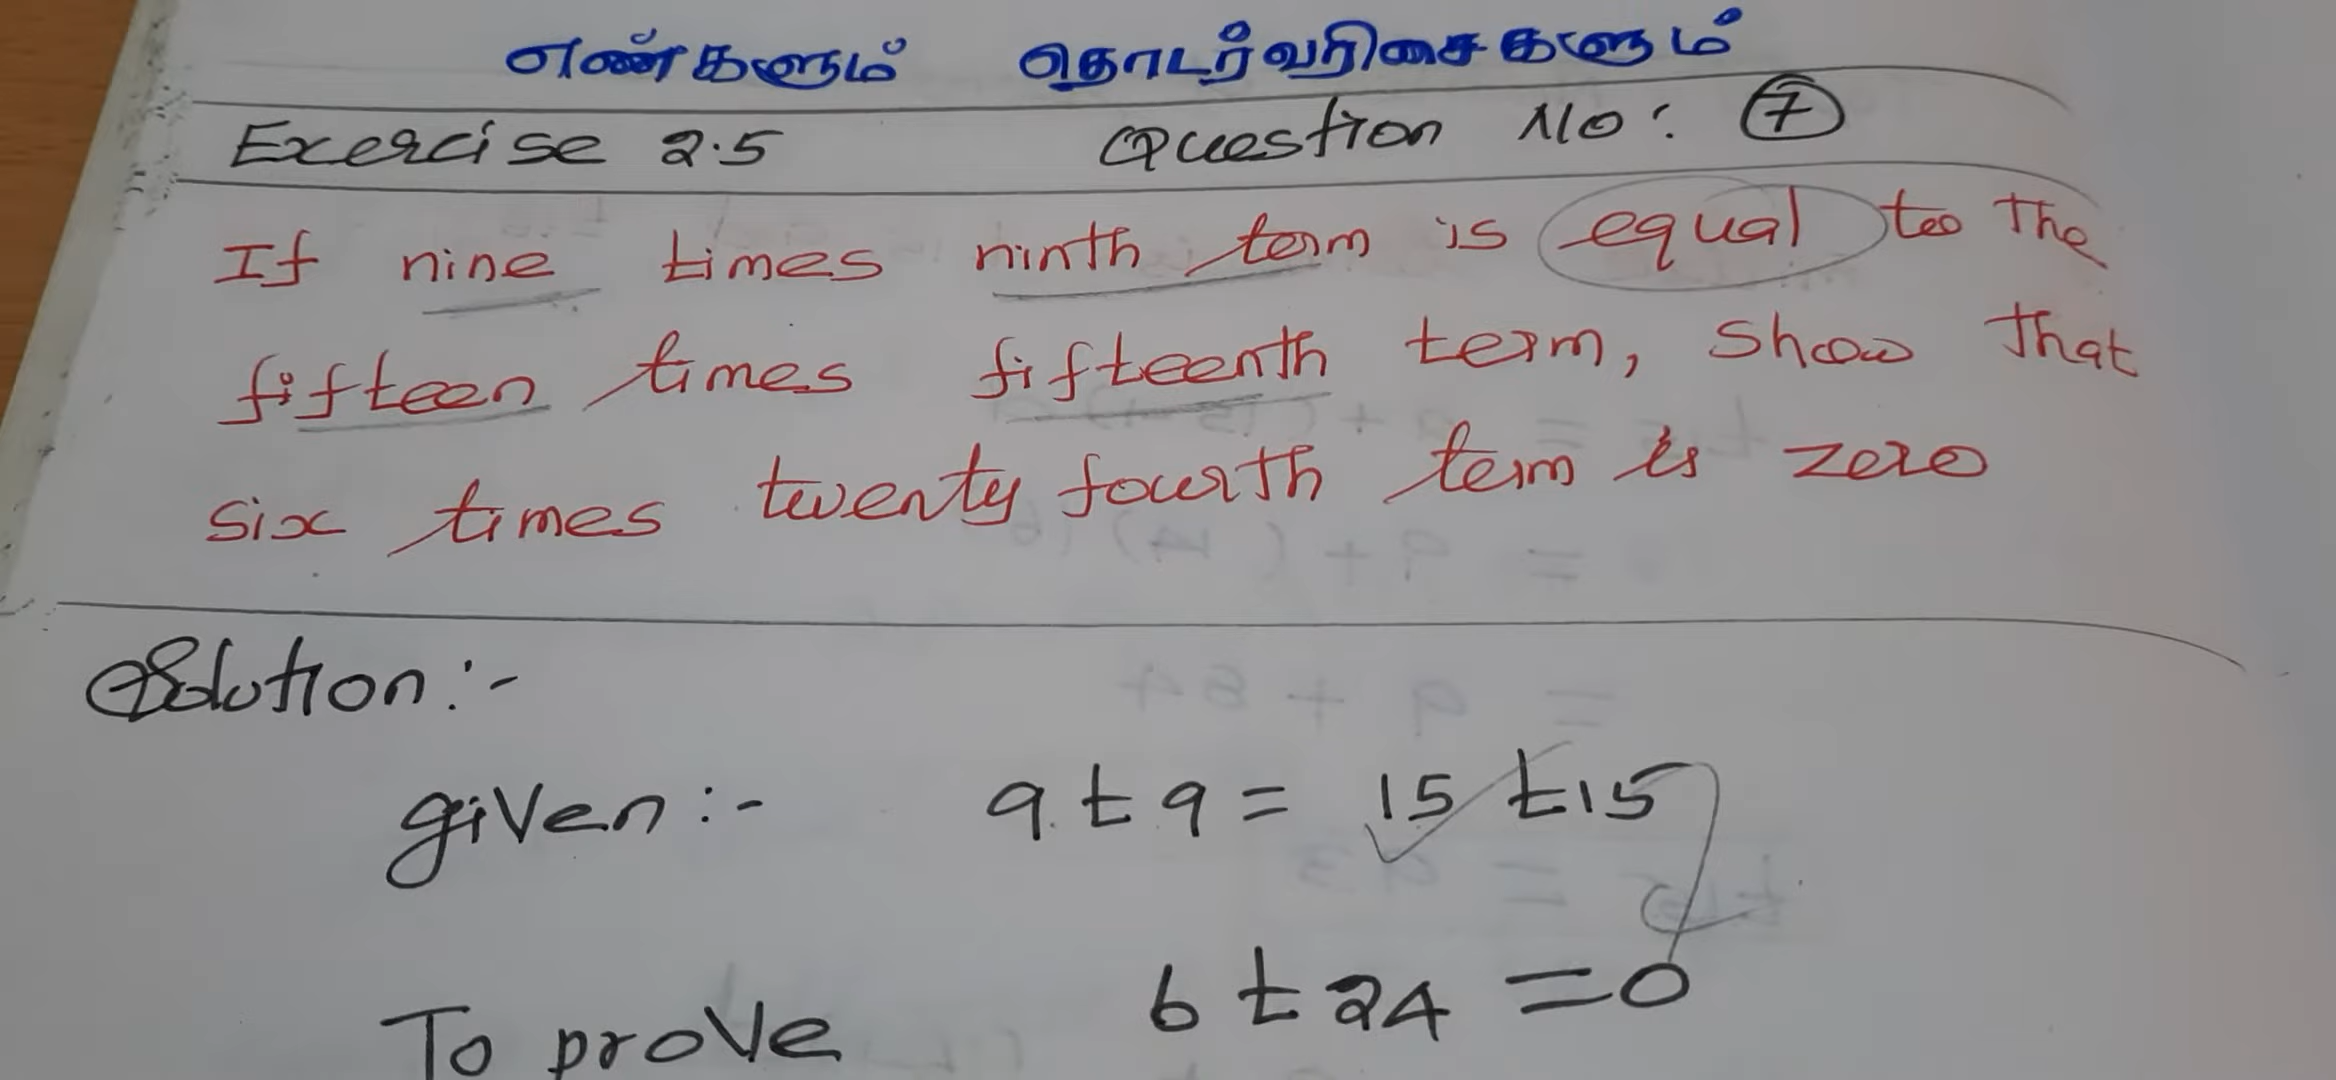 எண்களும் தொடர்வரிசைகளும்
Exercise 2.5 Question No: 7
If nine times ninth term is equal to the
fifteen times fifteenth term, show that
six times twenty fourth term is zero
Solution:-
given:- 9 t 9 = 15 t15
To prove 6 t 24 = 0